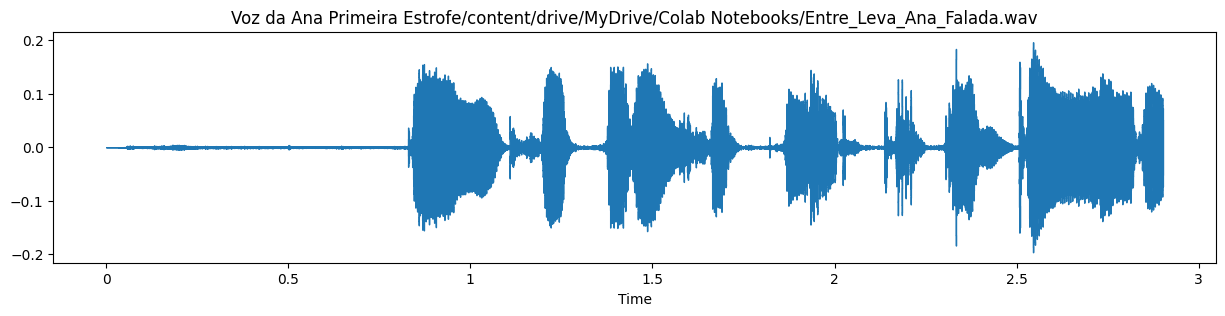 Voz da Ana Primeira Estrofe/content/drive/MyDrive/Colab Notebooks/Entre_Leva_Ana_Falada.wav
0.2
0.1
0.0
−0.1
−0.2
0 0.5 1 1.5 2 2.5 3
Time